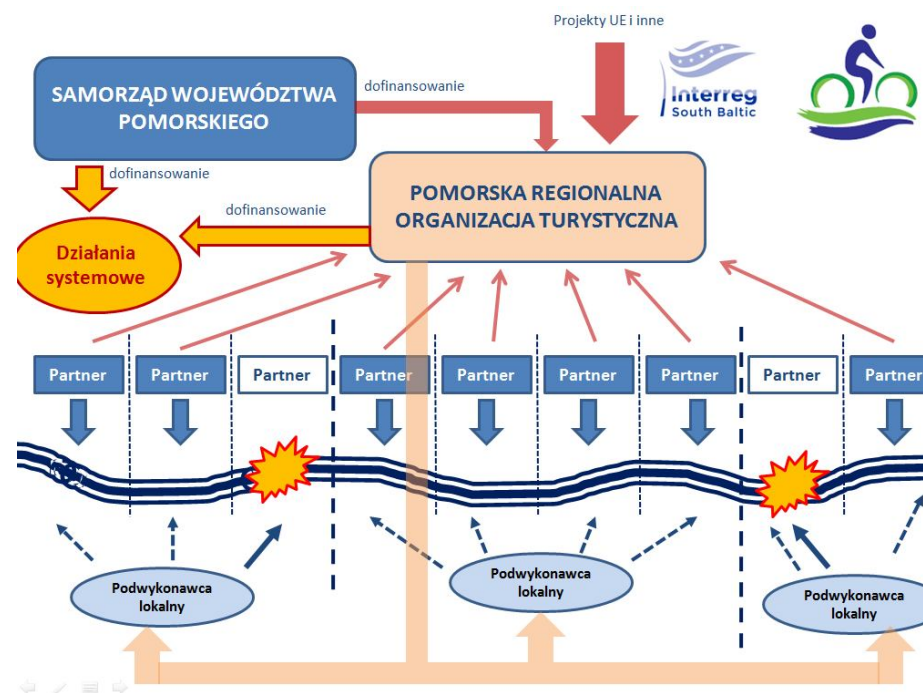 Projekty UE i inne
SAMORZĄD WOJEWÓDZTWA
POMORSKIEGO
dofinansowanie
Interreg
South Baltic
dofinansowanie
POMORSKA REGIONALNA
ORGANIZACJA TURYSTYCZNA
dofinansowanie
Działania
systemowe
Partner
Partner
Partner
Partner
Partner
Partner
Partner
Partner
Partner
Podwykonawca
lokalny
Podwykonawca
lokalny
Podwykonawca
lokalny